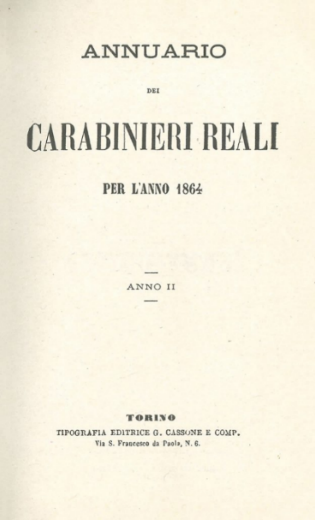 ANNUARIO
DEI
CARABINIERI REALI
PER L'ANNO 1864
ANNO II
TORINO
TIPOGRAFIA EDITRICE G. CASSONE E COMP.
Via S. Francesco da Paola, N. 6.